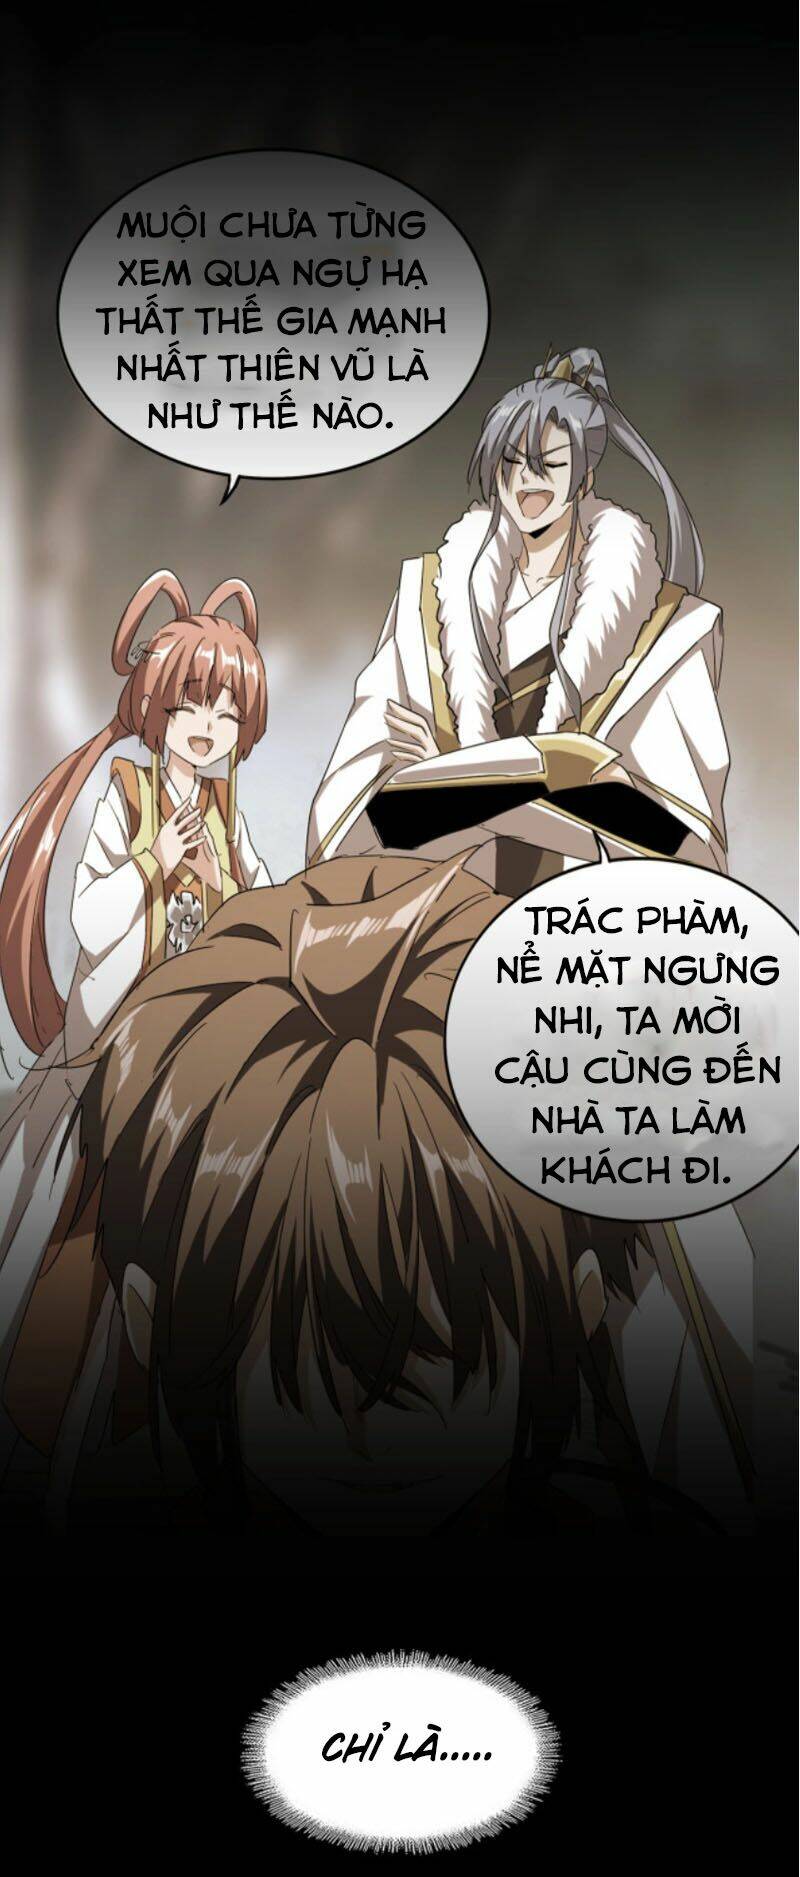 MUỘI CHƯA TỪNG
XEM QUA NGỰ HẠ
THẤT THẾ GIA MẠNH
NHẤT THIÊN VŨ LÀ
NHƯ THẾ NÀO.
TRÁC PHÀM,
NỂ MẶT NGƯNG
NHI, TA MỜI
CẬU CÙNG ĐẾN
NHÀ TA LÀM
KHÁCH ĐI.
CHỈ LÀ.....